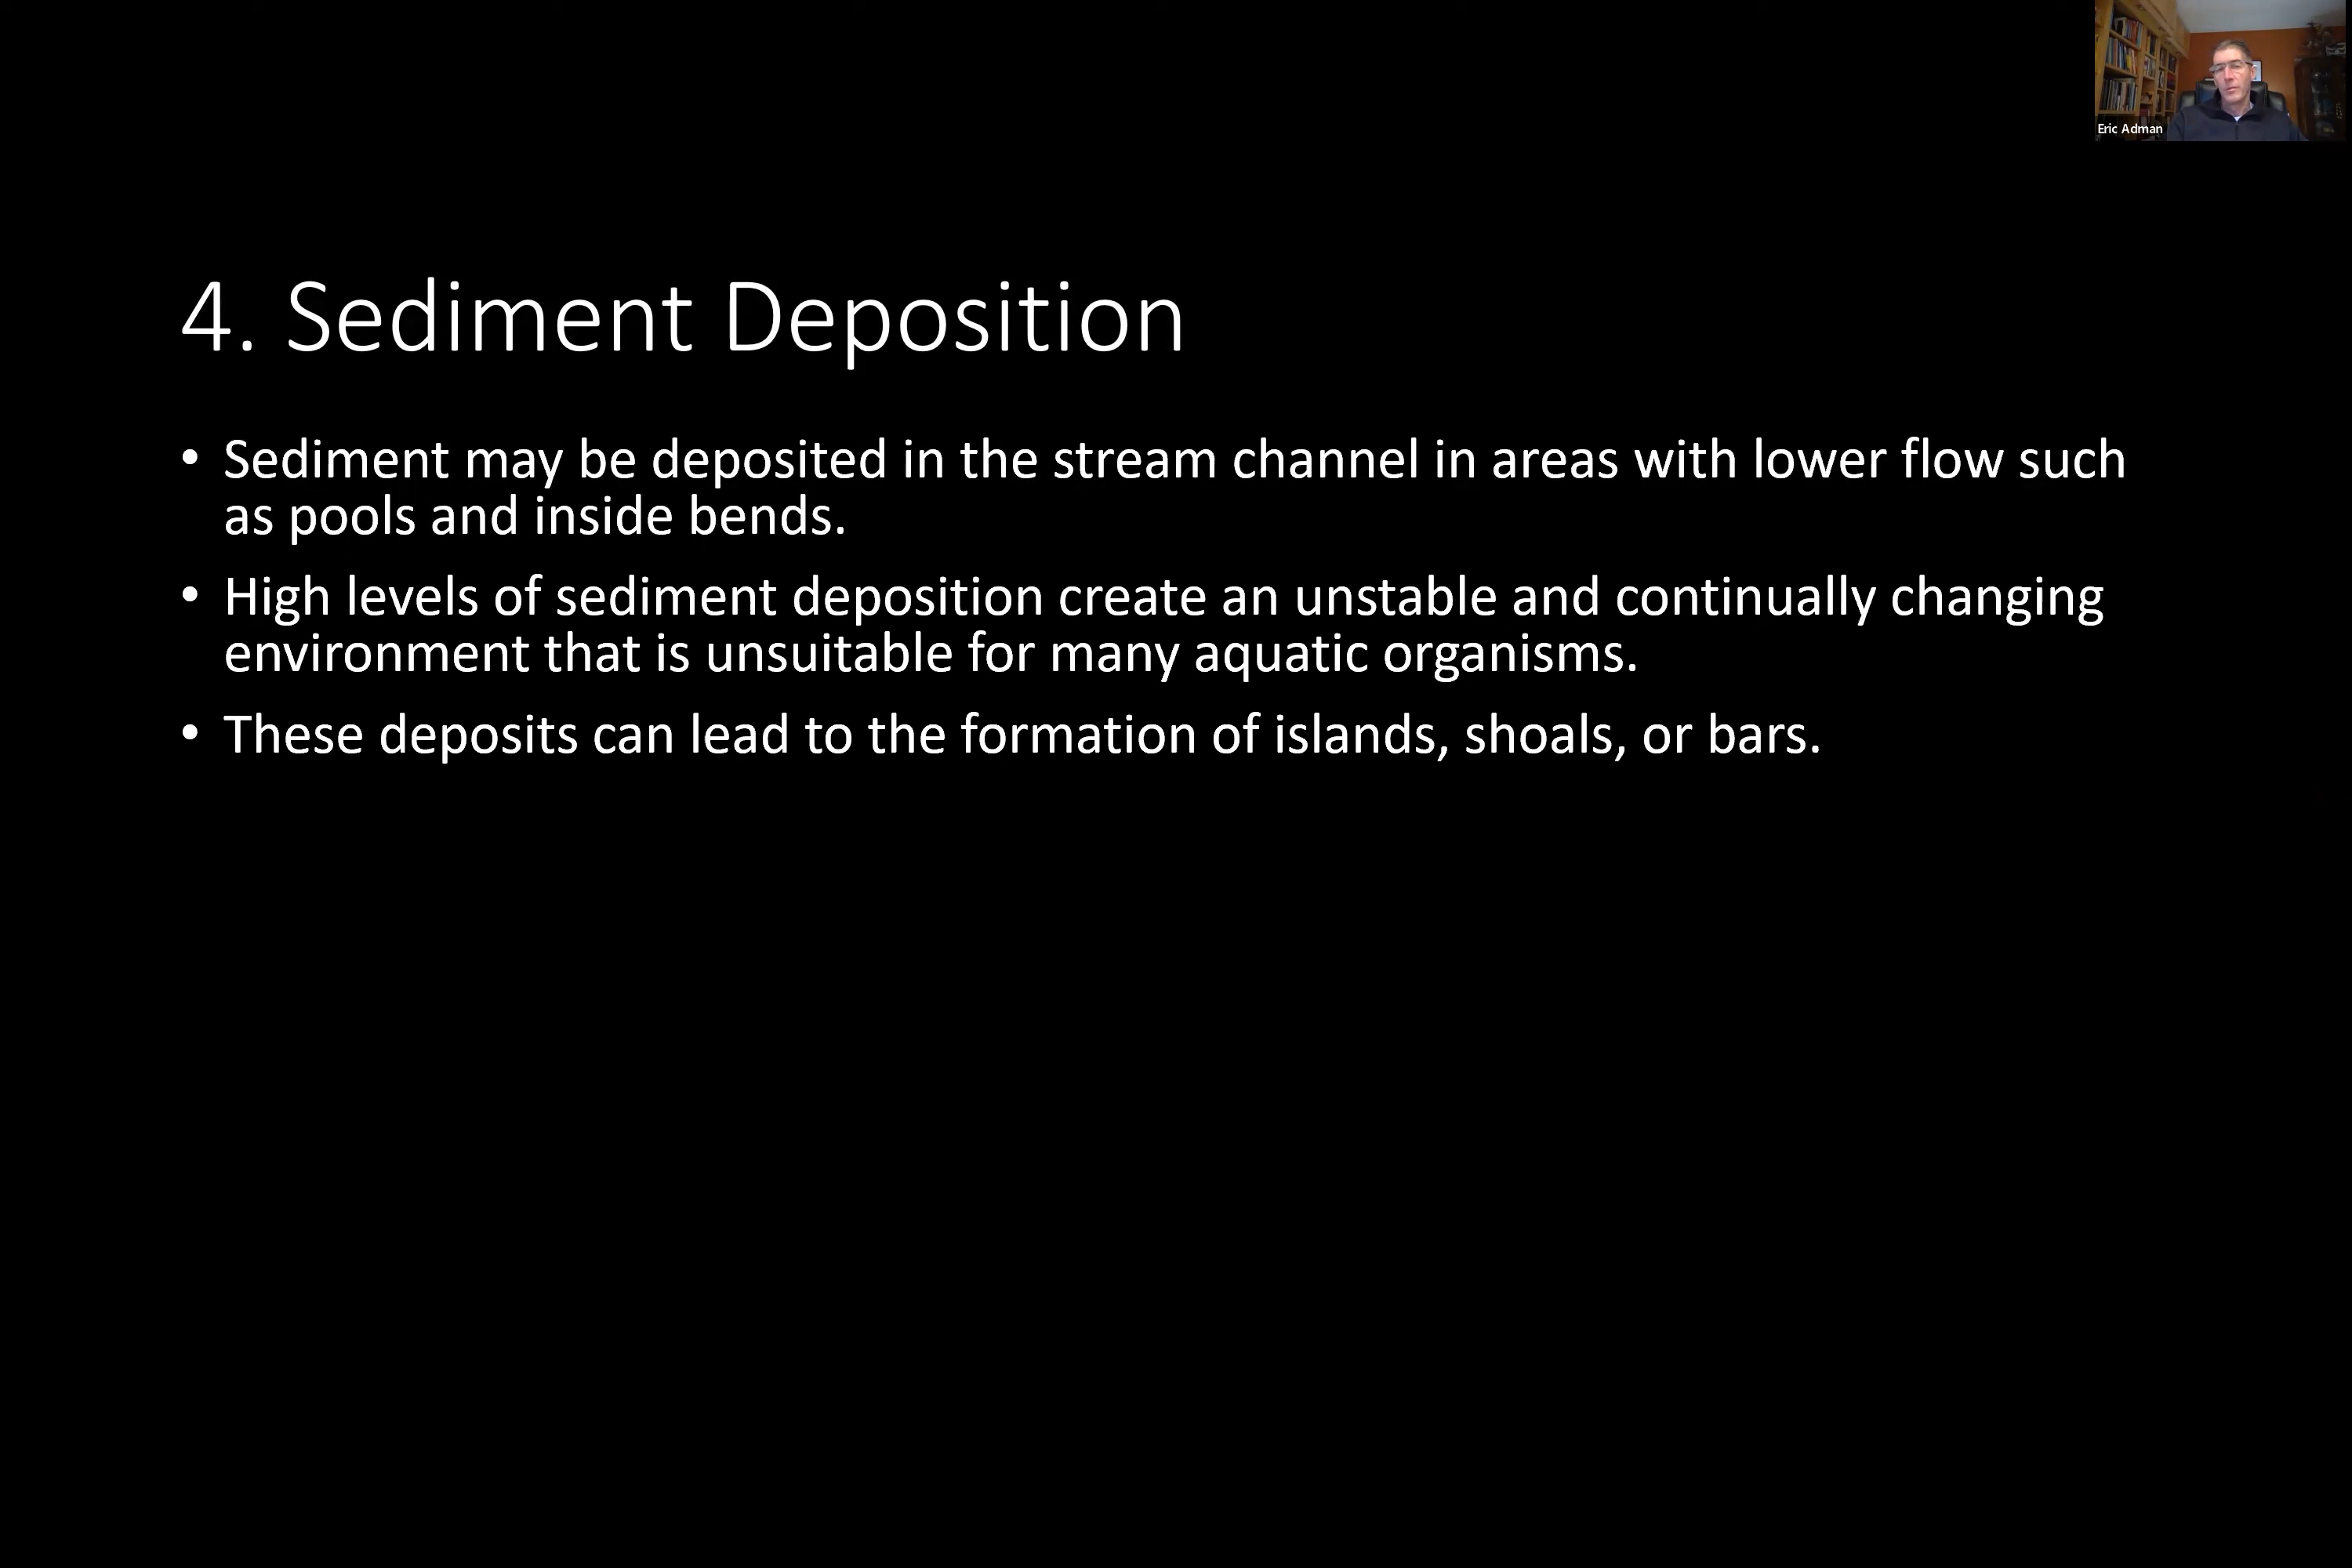 Eric Adman
4. Sediment Deposition
• Sediment may be deposited in the stream channel in areas with lower flow such
as pools and inside bends.
• High levels of sediment deposition create an unstable and continually changing
environment that is unsuitable for many aquatic organisms.
• These deposits can lead to the formation of islands, shoals, or bars.